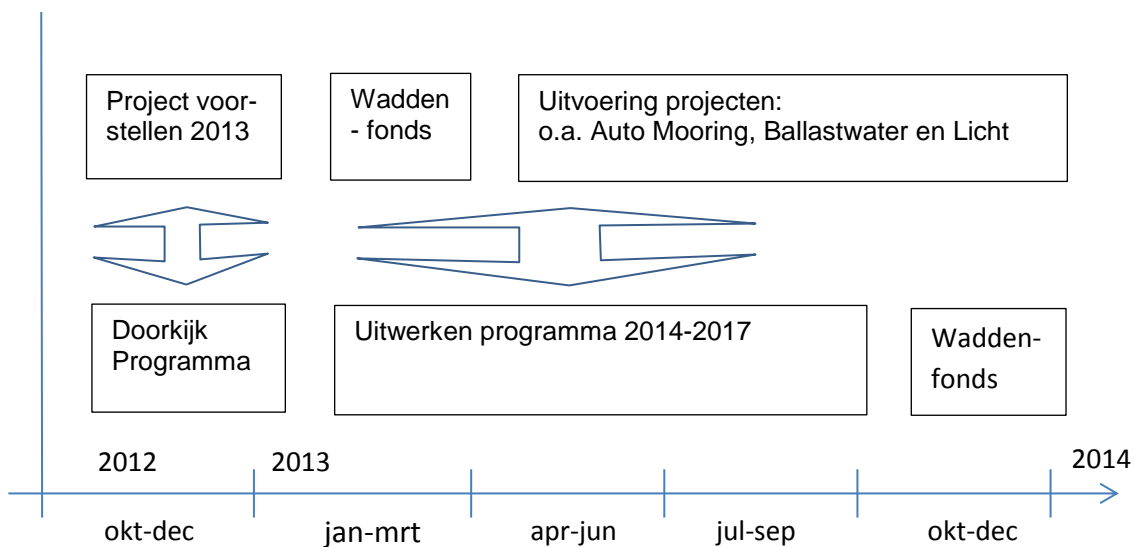 Project voor-
stellen 2013
Wadden
- fonds
Uitvoering projecten:
o.a. Auto Mooring, Ballastwater en Licht
Doorkijk
Programma
Uitwerken programma 2014-2017
Wadden-
fonds
2012
2013
2014
okt-dec
jan-mrt
apr-jun
jul-sep
okt-dec